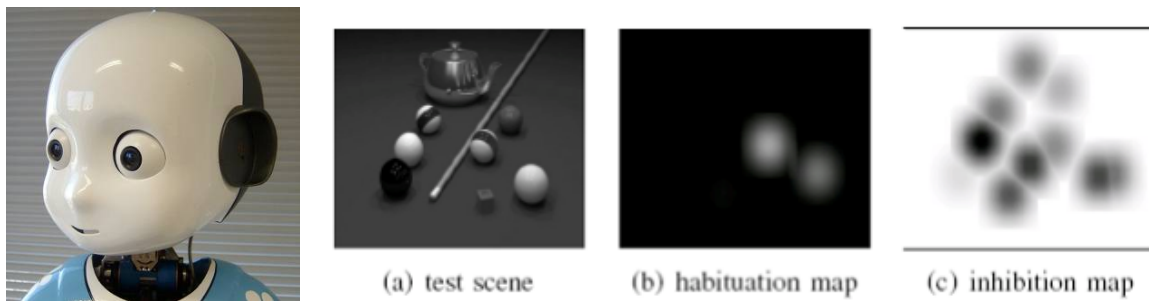 (a) test scene
(b) habituation map
(c) inhibition map